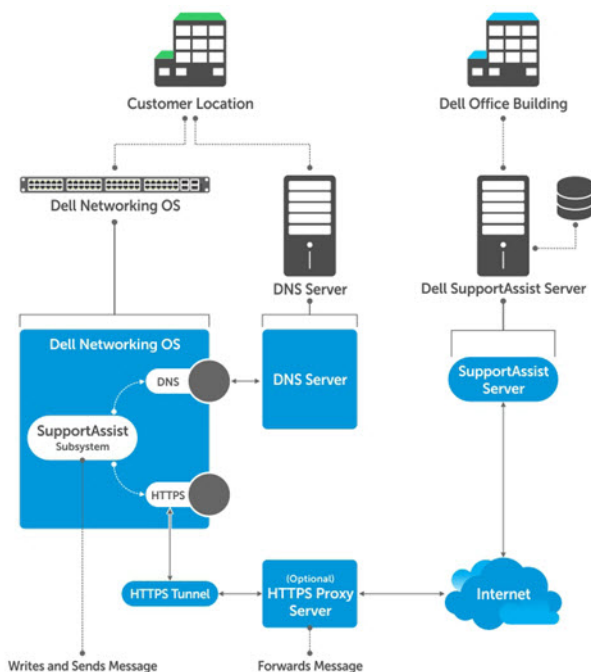 Customer Location
Dell Office Building
Dell Networking OS
DNS Server
Dell SupportAssist Server
Dell Networking OS
DNS
DNS Server
SupportAssist
Server
SupportAssist
Subsystem
HTTPS
HTTPS Tunnel
(Optional)
HTTPS Proxy
Server
Internet
Writes and Sends Message
Forwards Message